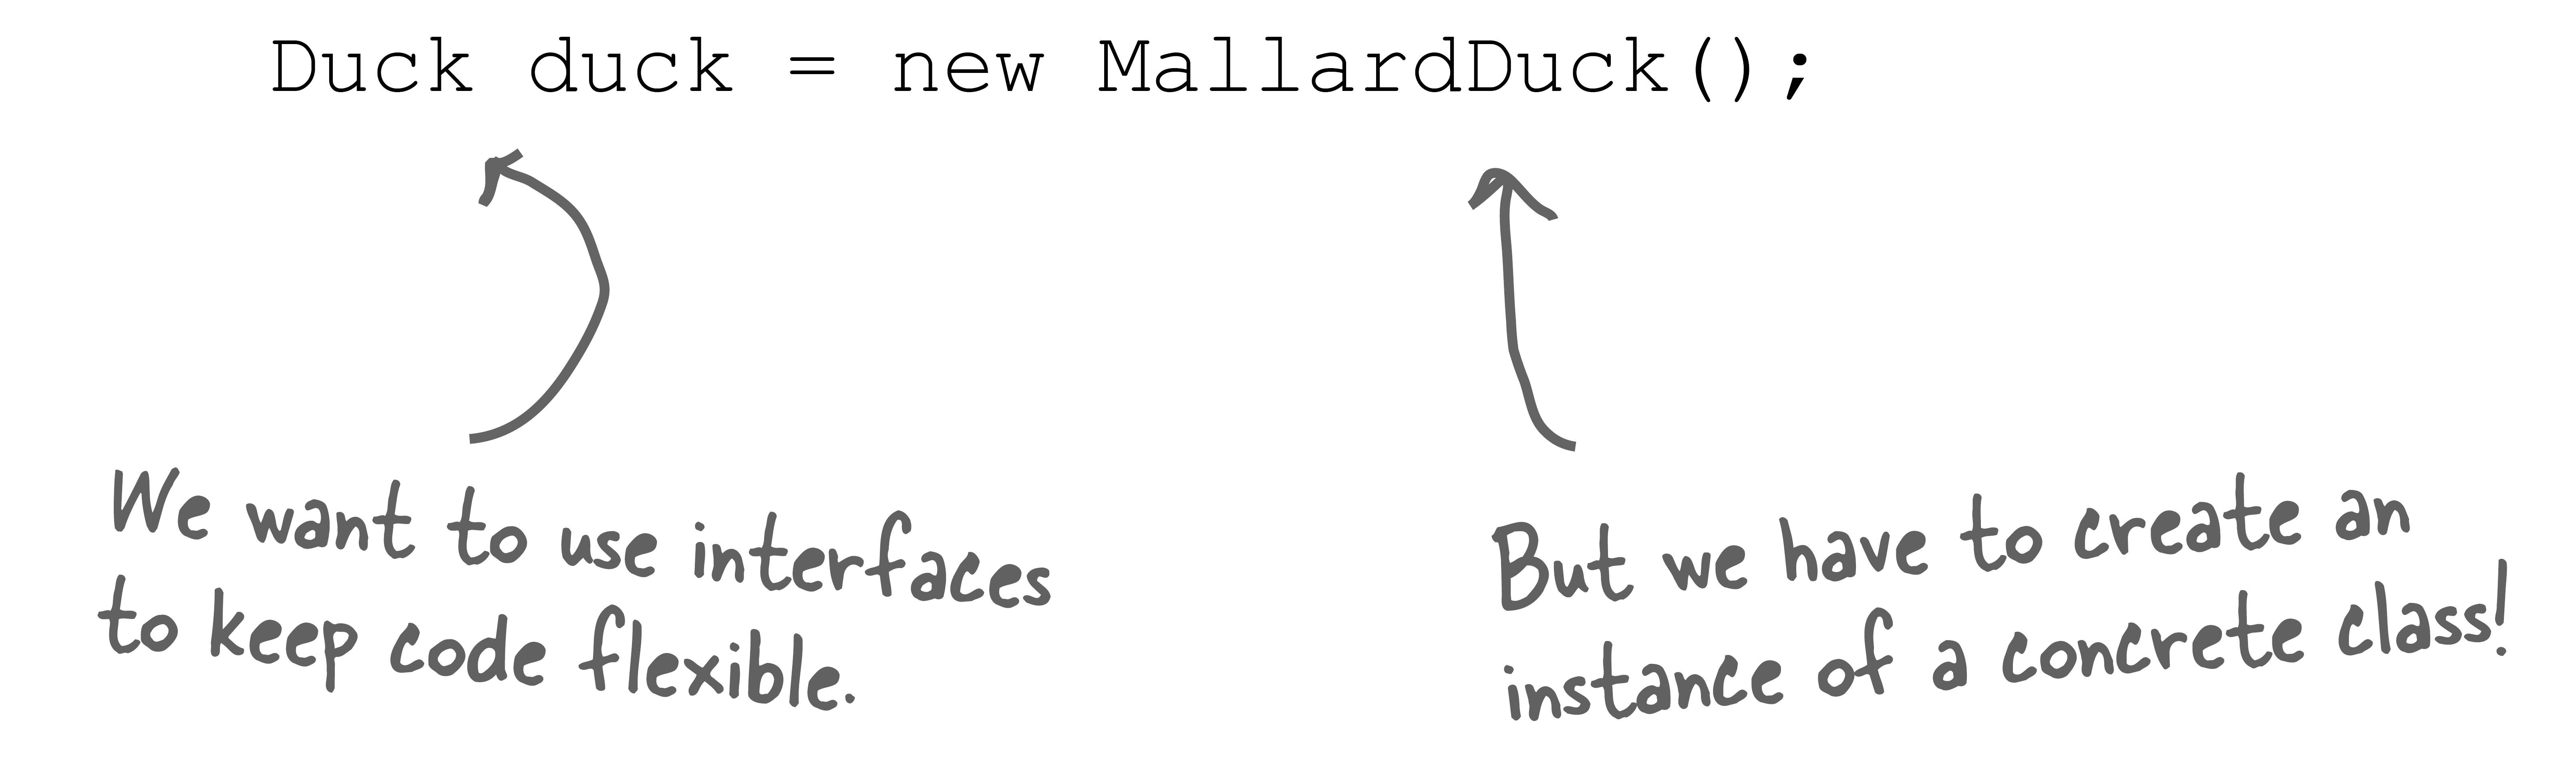 Duck duck = new MallardDuck();
We want to use interfaces
to keep code flexible.
But we have to create an
instance of a concrete class!